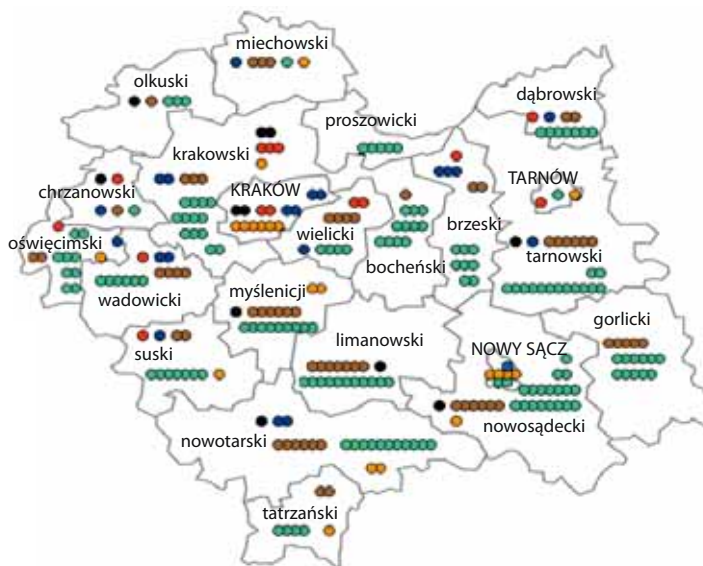 miechowski
olkuski
dąbrowski
proszowicki
krakowski
TARNÓW
chrzanowski
KRAKÓW
brzeski
oświęcimski
wielicki
bocheński
tarnowski
wadowicki
myślenicji
gorlicki
limanowski
NOWY SĄCZ
suski
nowosądecki
nowotarski
tatrzański